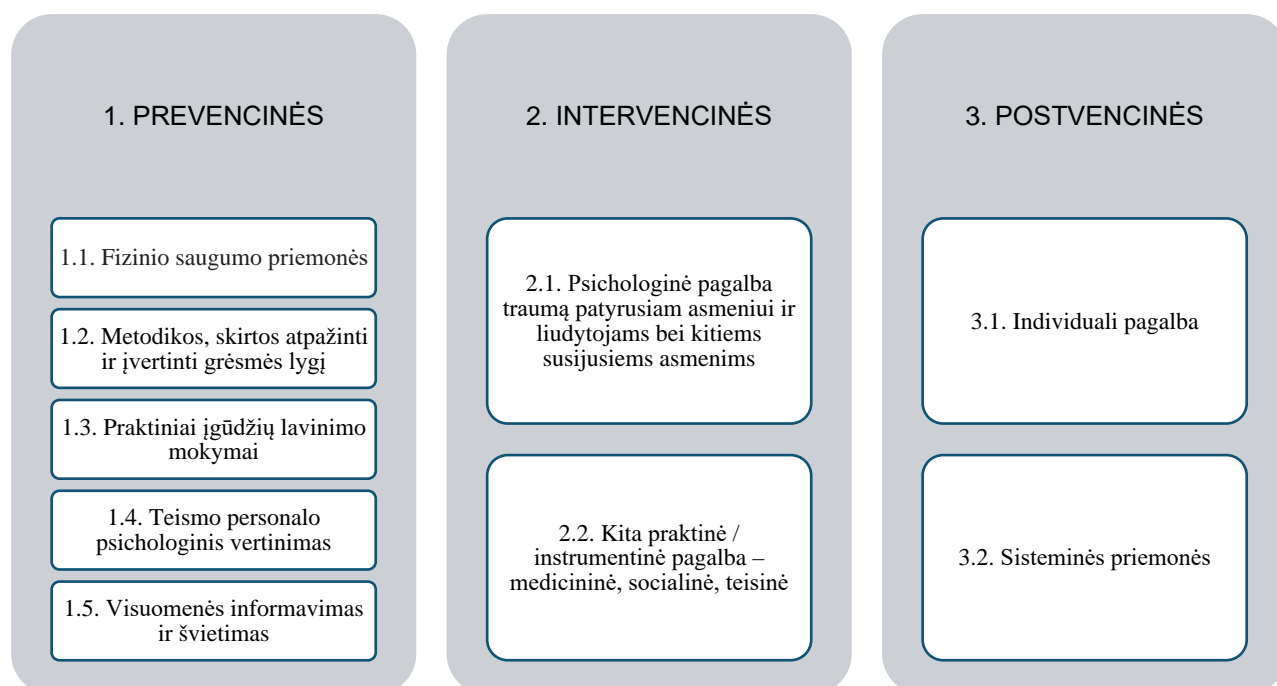 1. PREVENCINĖS
1.1. Fizinio saugumo priemonės
1.2. Metodikos, skirtos atpažinti
ir įvertinti grėsmės lygį
1.3. Praktiniai įgūdžių lavinimo
mokymai
1.4. Teismo personalo
psichologinis vertinimas
1.5. Visuomenės informavimas
ir švietimas
2. INTERVENCINĖS
2.1. Psichologinė pagalba
traumą patyrusiam asmeniui ir
liudytojams bei kitiems
susijusiems asmenims
2.2. Kita praktinė /
instrumentinė pagalba –
medicininė, socialinė, teisinė
3. POSTVENCINĖS
3.1. Individuali pagalba
3.2. Sisteminės priemonės